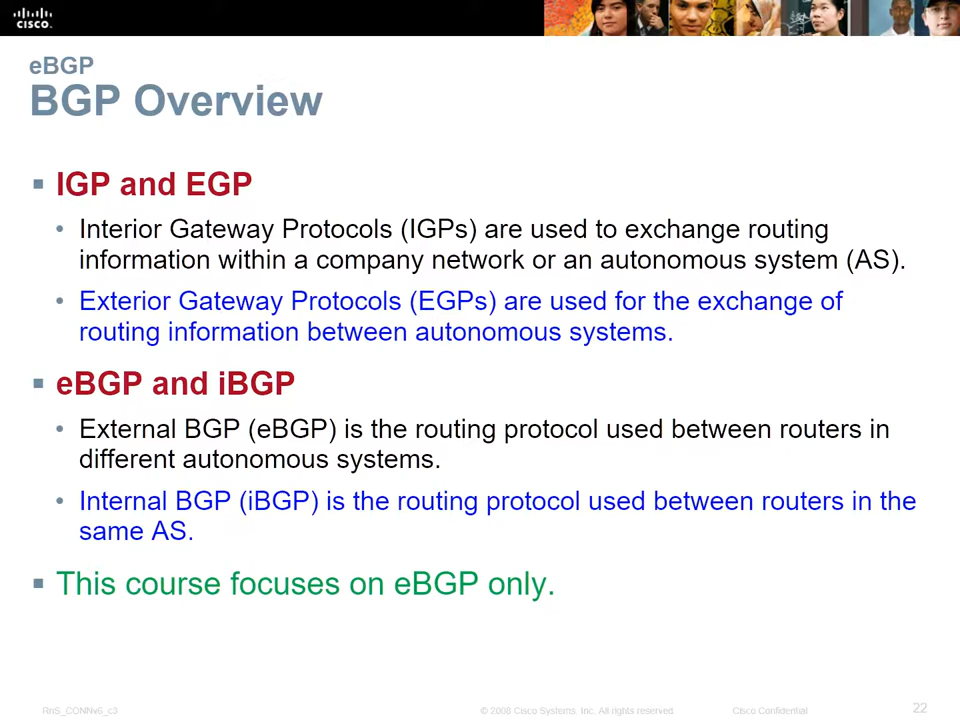 CISCO
eBGP
BGP Overview
IGP and EGP
Interior Gateway Protocols (IGPs) are used to exchange routing
information within a company network or an autonomous system (AS).
Exterior Gateway Protocols (EGPs) are used for the exchange of
routing information between autonomous systems.
eBGP and iBGP
External BGP (eBGP) is the routing protocol used between routers in
different autonomous systems.
Internal BGP (iBGP) is the routing protocol used between routers in the
same AS.
This course focuses on eBGP only.
RnS_CONNv6_c3
© 2008 Cisco Systems, Inc. All rights reserved.
Cisco Confidential
22